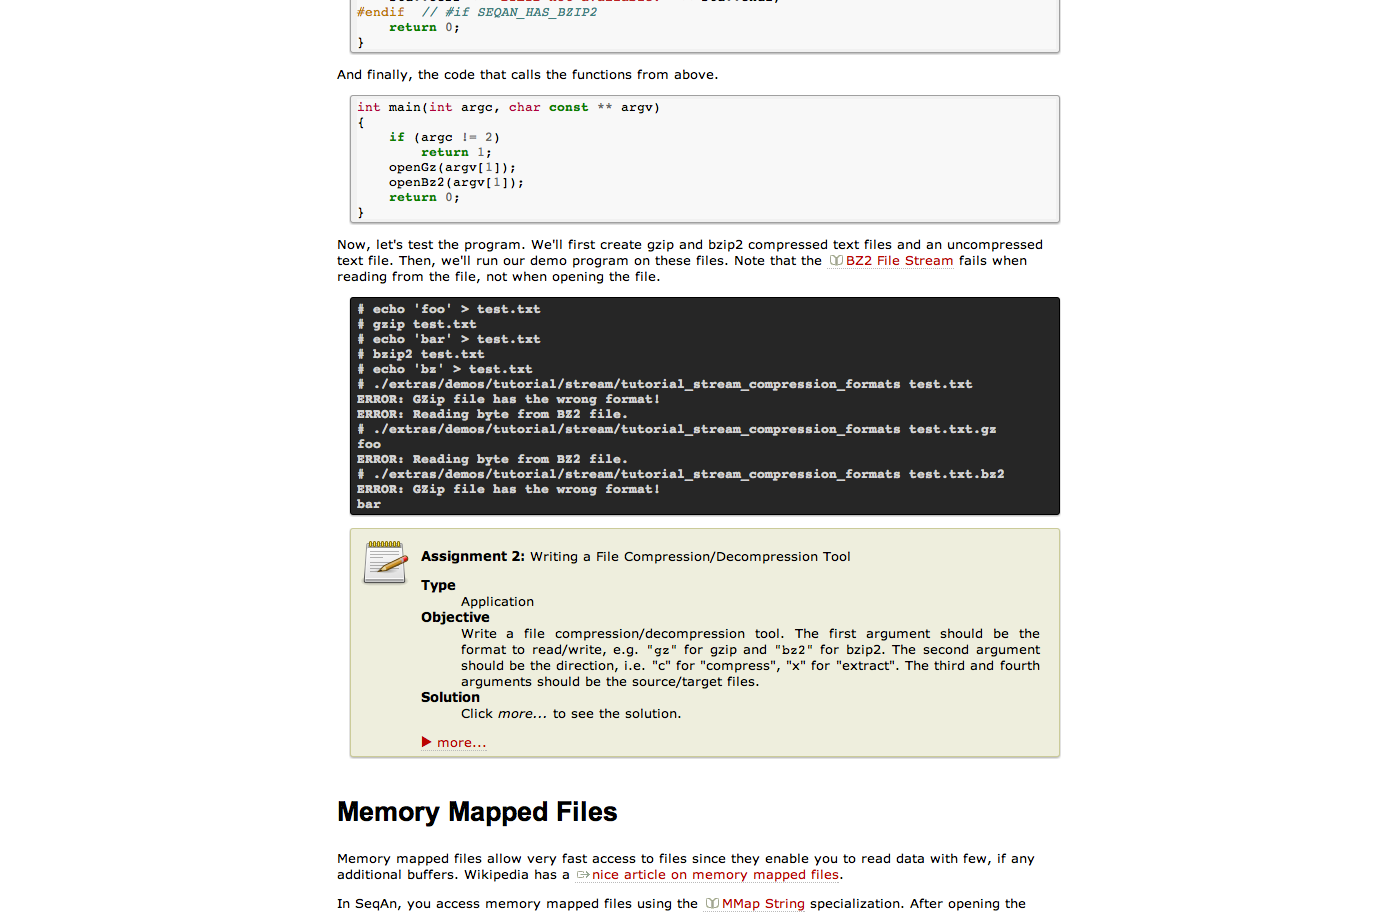 #endif  // #if SEQAN_HAS_BZIP2
    return 0;
}
And finally, the code that calls the functions from above.
int main(int argc, char const ** argv)
{
    if (argc != 2)
        return 1;
    openGz(argv[1]);
    openBz2(argv[1]);
    return 0;
}
Now, let's test the program. We'll first create gzip and bzip2 compressed text files and an uncompressed
text file. Then, we'll run our demo program on these files. Note that the BZ2 File Stream fails when
reading from the file, not when opening the file.
# echo 'foo' > test.txt
# gzip test.txt
# echo 'bar' > test.txt
# bzip2 test.txt
# echo 'bz' > test.txt
# ./extras/demos/tutorial/stream/tutorial_stream_compression_formats test.txt
ERROR: GZip file has the wrong format!
ERROR: Reading byte from BZ2 file.
# ./extras/demos/tutorial/stream/tutorial_stream_compression_formats test.txt.gz
foo
ERROR: Reading byte from BZ2 file.
# ./extras/demos/tutorial/stream/tutorial_stream_compression_formats test.txt.bz2
ERROR: GZip file has the wrong format!
bar
Assignment 2: Writing a File Compression/Decompression Tool
Type
Application
Objective
Write a file compression/decompression tool. The first argument should be the
format to read/write, e.g. "gz" for gzip and "bz2" for bzip2. The second argument
should be the direction, i.e. "c" for "compress", "x" for "extract". The third and fourth
arguments should be the source/target files.
Solution
Click more... to see the solution.
more...
Memory Mapped Files
Memory mapped files allow very fast access to files since they enable you to read data with few, if any
additional buffers. Wikipedia has a nice article on memory mapped files.
In SeqAn, you access memory mapped files using the MMap String specialization. After opening the